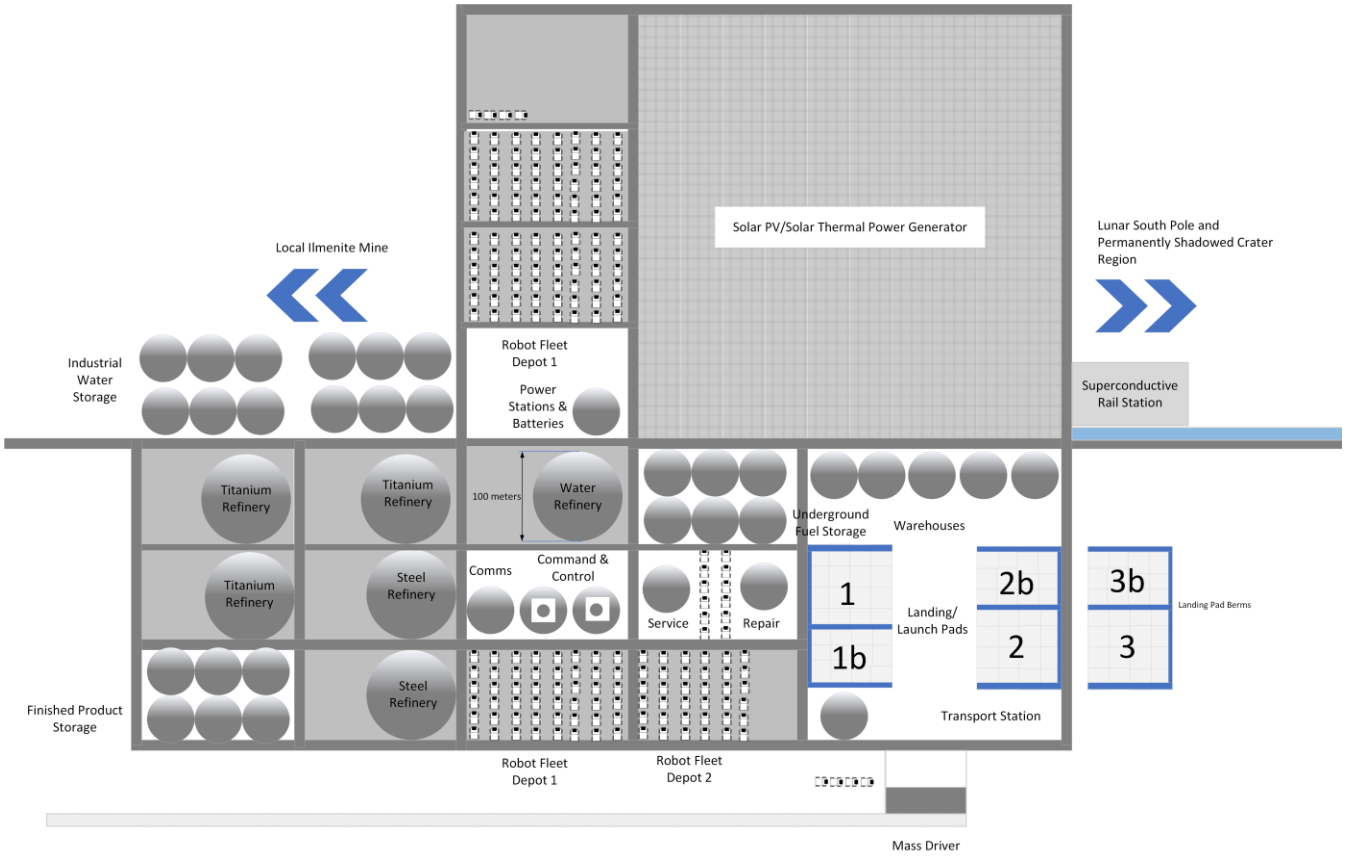 Solar PV/Solar Thermal Power Generator
Lunar South Pole and
Permanently Shadowed Crater
Region
Local Ilmenite Mine
Robot Fleet
Depot 1
Industrial
Water
Storage
Power
Stations &
Batteries
Superconductive
Rail Station
Titanium
Refinery
Titanium
Refinery
100 meters
Water
Refinery
Underground
Fuel Storage
Warehouses
Titanium
Refinery
Steel
Refinery
Comms
Command &
Control
Service
Repair
1
1b
Landing/
Launch Pads
2b
2
3b
3
Landing Pad Berms
Finished Product
Storage
Steel
Refinery
Transport Station
Robot Fleet
Depot 1
Robot Fleet
Depot 2
Mass Driver